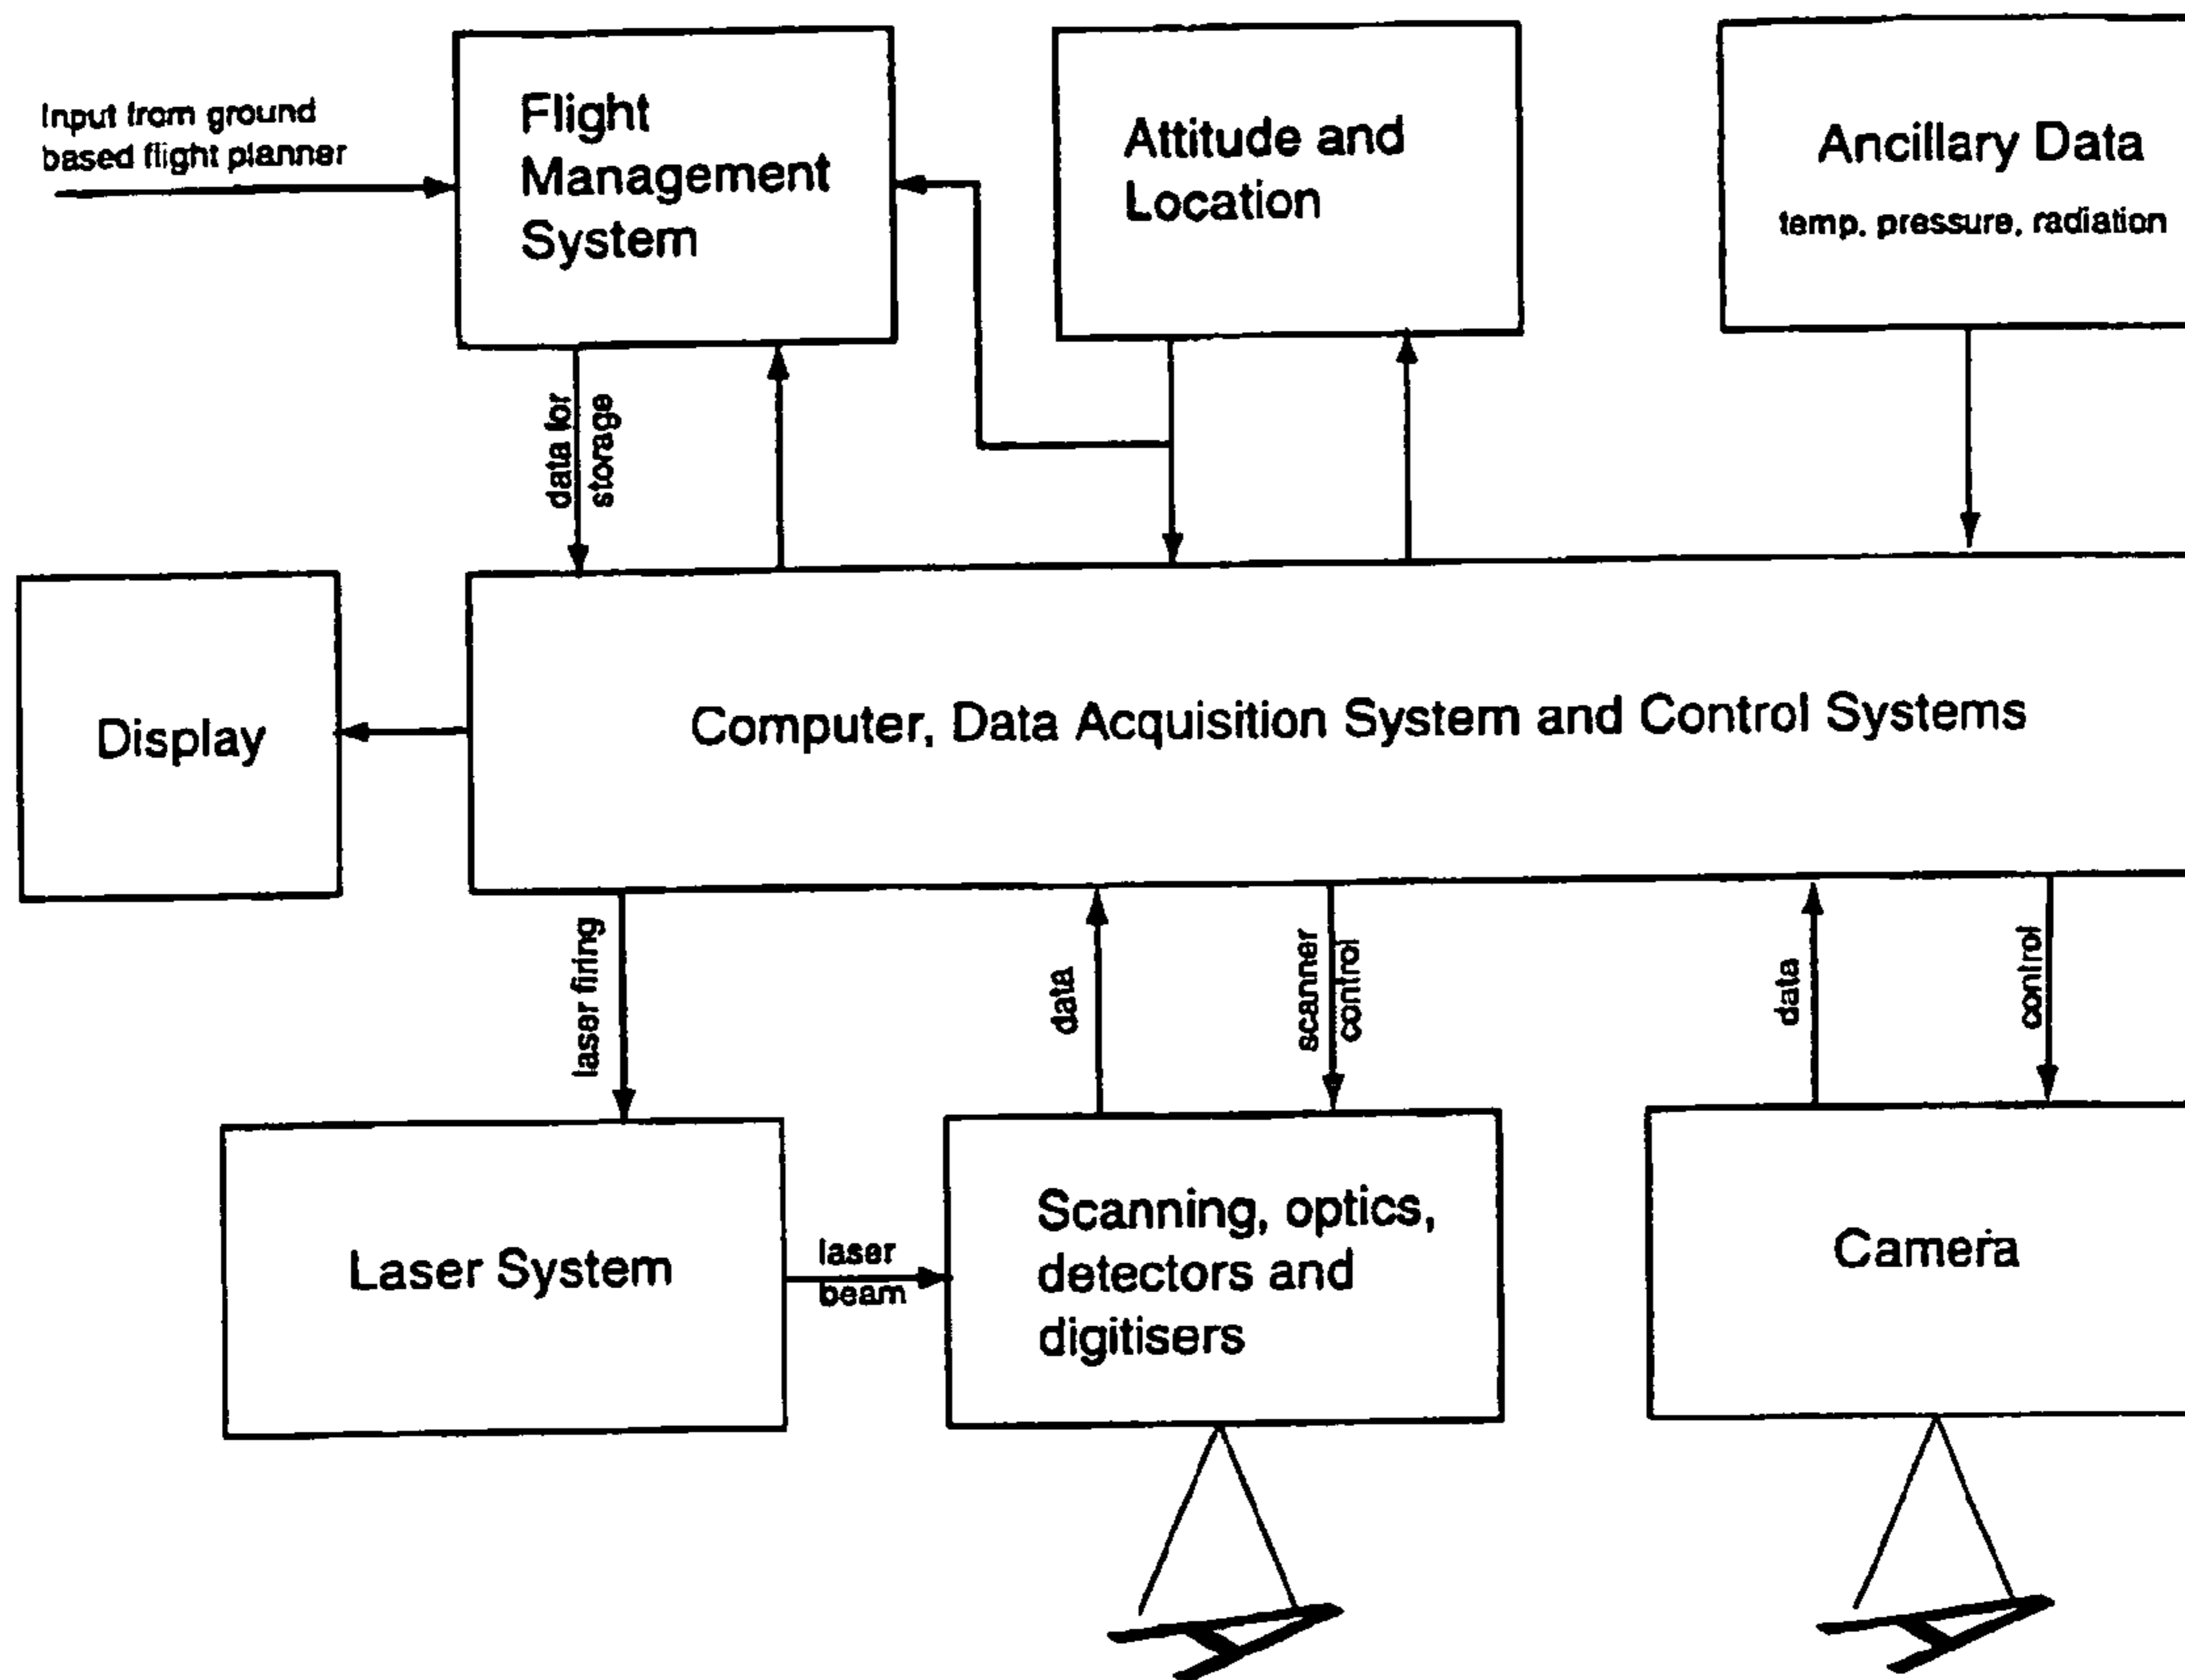 Input from ground
based flight planner
Flight
Management
System
Attitude and
Location
Ancillary Data
temp. pressure, radiation
data for
storage
Display
Computer, Data Acquisition System and Control Systems
laser firing
data
scanner
control
data
control
Laser System
laser
beam
Scanning, optics,
detectors and
digitisers
Camera